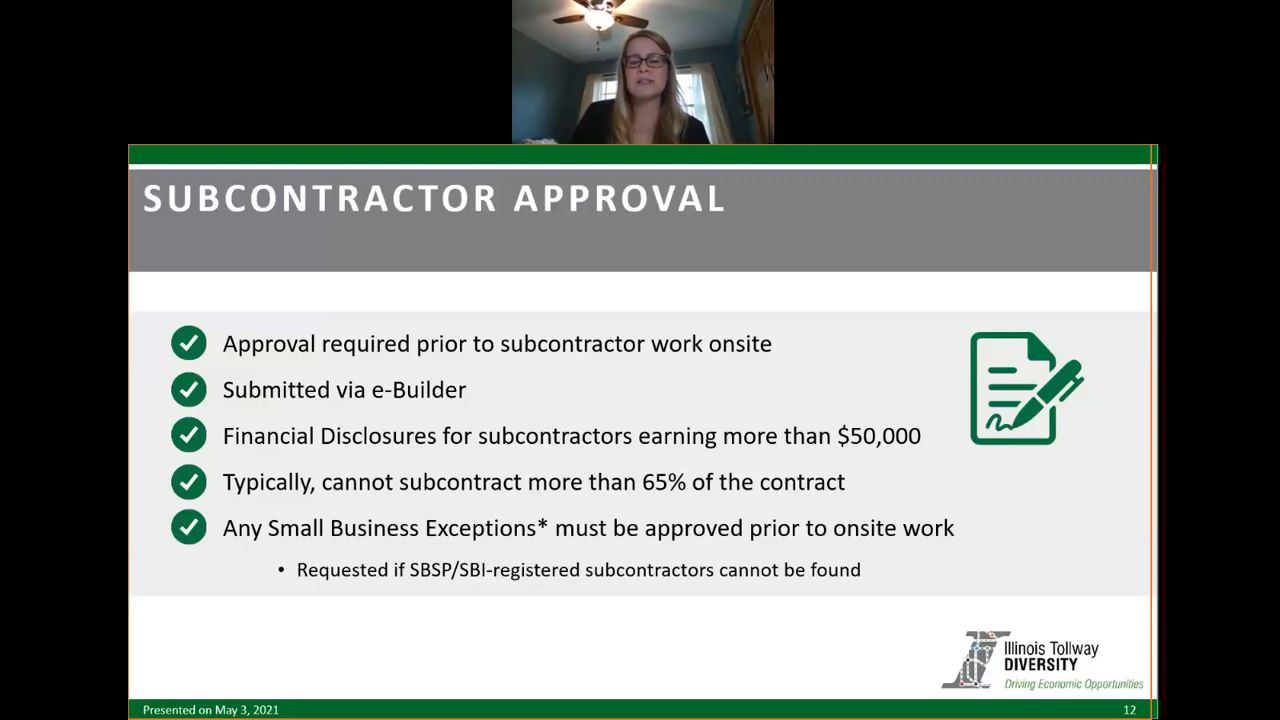 SUBCONTRACTOR APPROVAL
Approval required prior to subcontractor work onsite
Submitted via e-Builder
Financial Disclosures for subcontractors earning more than $50,000
Typically, cannot subcontract more than 65% of the contract
Any Small Business Exceptions* must be approved prior to onsite work
• Requested if SBSP/SBI-registered subcontractors cannot be found
Illinois Tollway
DIVERSITY
Driving Economic Opportunities
Presented on May 3, 2021
12